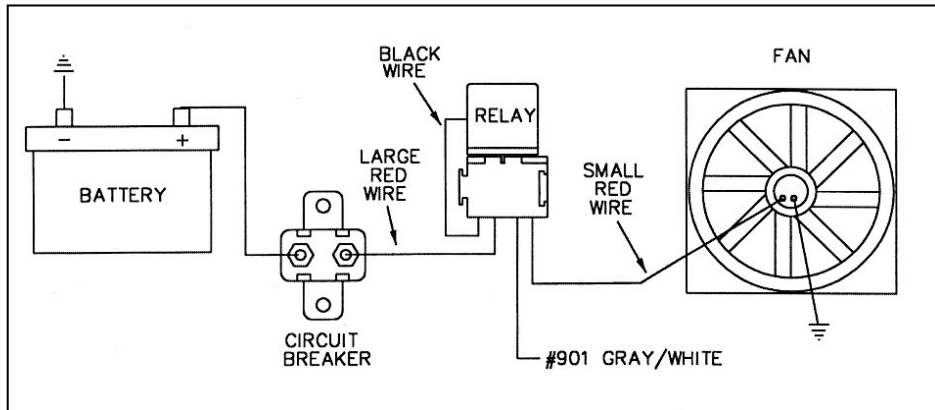 BLACK
WIRE
FAN
RELAY
− +
BATTERY
LARGE
RED
WIRE
SMALL
RED
WIRE
CIRCUIT
BREAKER
#901 GRAY/WHITE